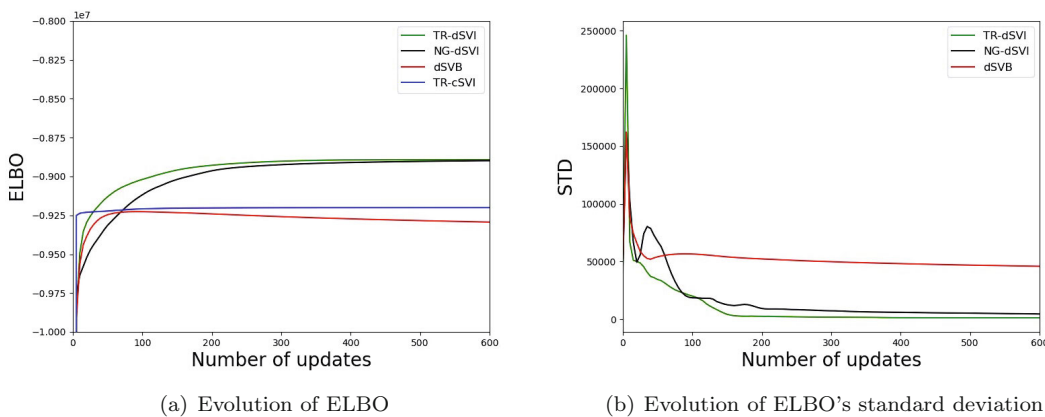 1e7
−0.800
−0.825
−0.850
−0.875
−0.900
−0.925
−0.950
−0.975
−1.000
ELBO
TR-dSVI
NG-dSVI
dSVB
TR-cSVI
0 100 200 300 400 500 600
Number of updates
(a) Evolution of ELBO
250000
200000
150000
100000
50000
0
STD
TR-dSVI
NG-dSVI
dSVB
0 100 200 300 400 500 600
Number of updates
(b) Evolution of ELBO's standard deviation